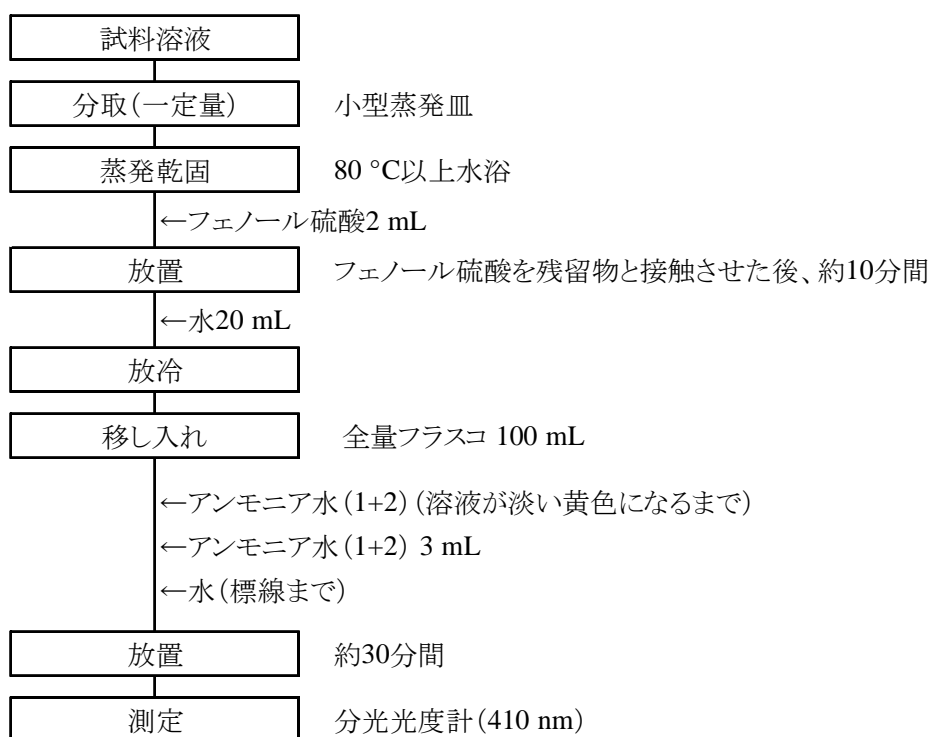 試料溶液
分取(一定量) 小型蒸発皿
蒸発乾固 80 °C以上水浴
←フェノール硫酸2 mL
放置 フェノール硫酸を残留物と接触させた後、約10分間
←水20 mL
放冷
移し入れ 全量フラスコ 100 mL
←アンモニア水(1+2)(溶液が淡い黄色になるまで)
←アンモニア水(1+2) 3 mL
←水(標線まで)
放置 約30分間
測定 分光光度計(410 nm)